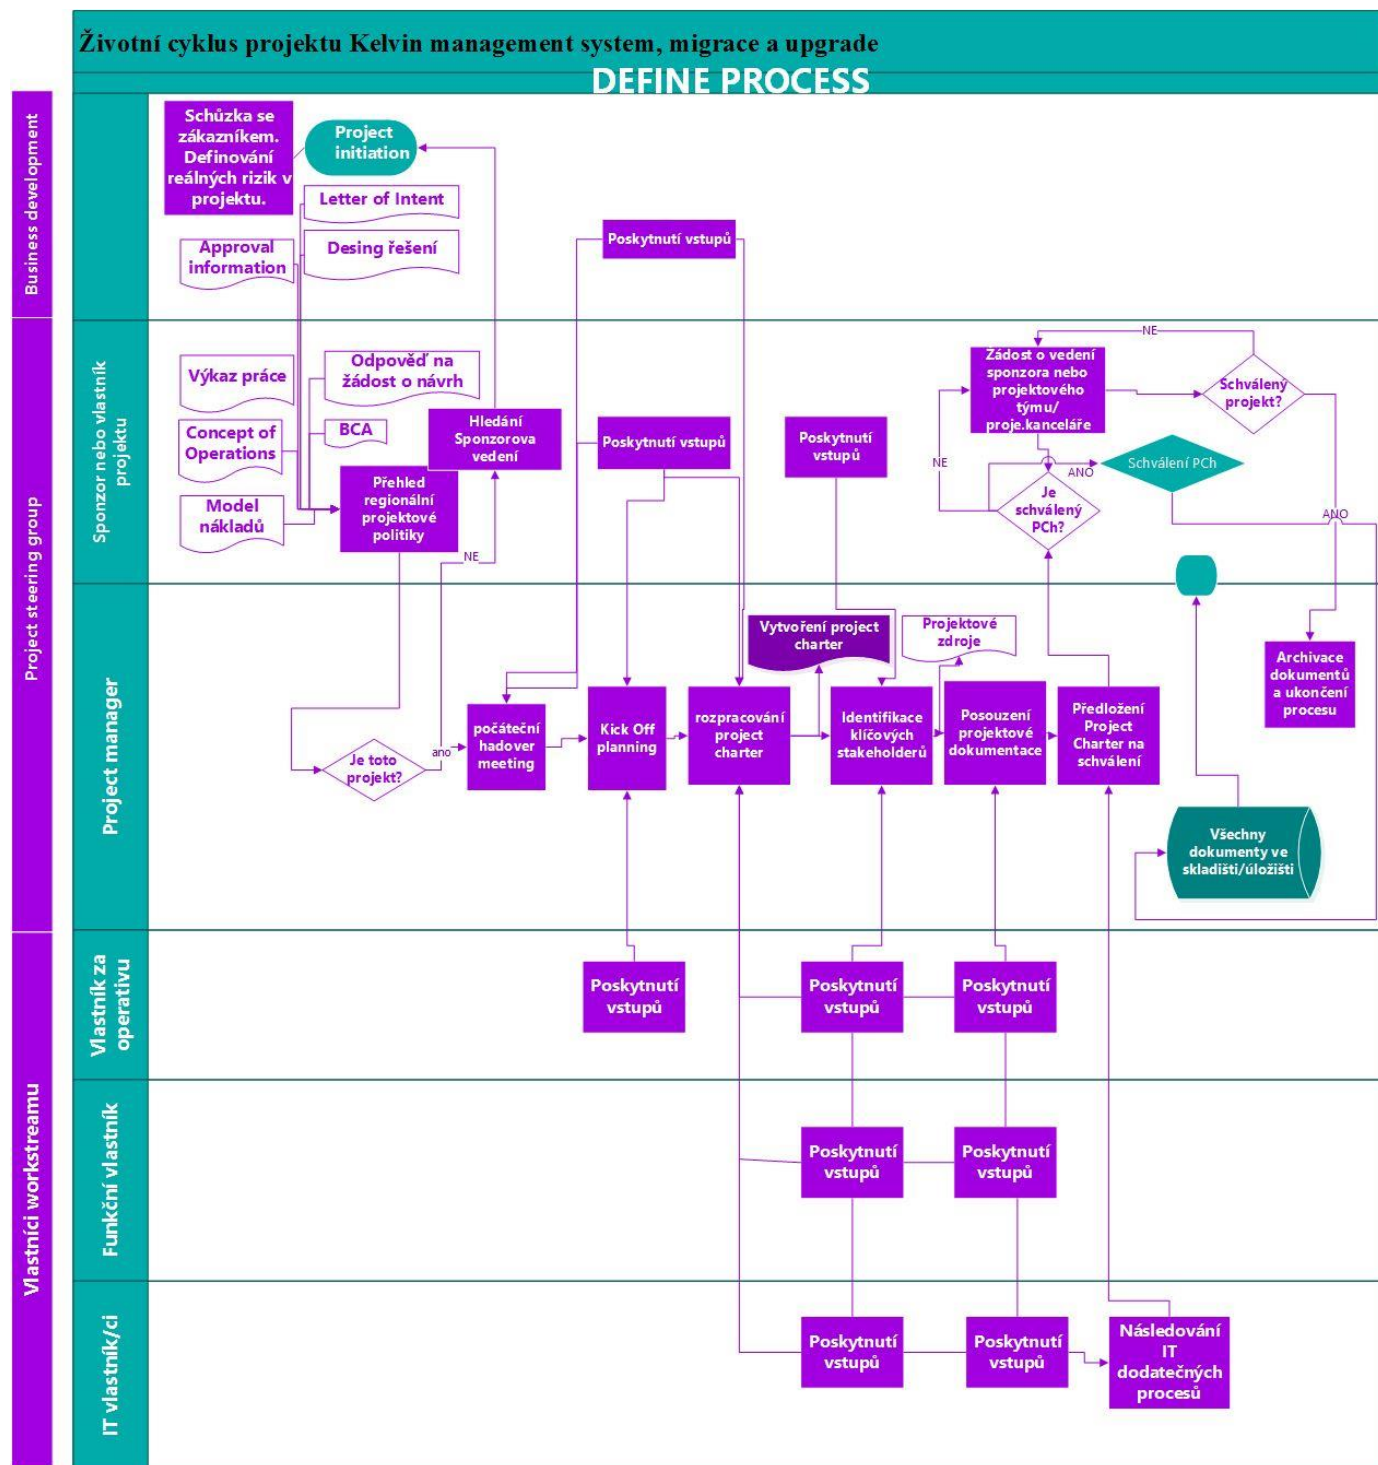 Životní cyklus projektu Kelvin management system, migrace a upgrade
DEFINE PROCESS
Business development
Schůzka se
zákazníkem.
Definování
reálných rizik v
projektu.
Project
initiation
Letter of Intent
Approval
information
Desing řešení
Poskytnutí vstupů
Project steering group
Sponzor nebo vlastník
projektu
Výkaz práce
Odpověď na
žádost o návrh
Concept of
Operations
BCA
Hledání
Sponzorova
vedení
Model
nákladů
Přehled
regionální
projektové
politiky
NE
Poskytnutí vstupů
Poskytnutí
vstupů
Žádost o vedení
sponzora nebo
projektového
týmu/
proje.kanceláře
NE
Schválený
projekt?
NE
ANO
Schválení PCh
Je
schválený
PCh?
ANO
Project manager
Je toto
projekt?
ano
počáteční
hadover
meeting
Kick Off
planning
rozpracování
project
charter
Vytvoření project
charter
Identifikace
klíčových
stakeholderů
Projektové
zdroje
Posouzení
projektové
dokumentace
Předložení
Project
Charter na
schválení
Archivace
dokumentů
a ukončení
procesu
Všechny
dokumenty ve
skladišti/úložišti
Vlastníci workstreamu
Vlastník za
operativu
Poskytnutí
vstupů
Poskytnutí
vstupů
Poskytnutí
vstupů
Funkční vlastník
Poskytnutí
vstupů
Poskytnutí
vstupů
IT vlastník/ci
Poskytnutí
vstupů
Poskytnutí
vstupů
Následování
IT
dodatečných
procesů